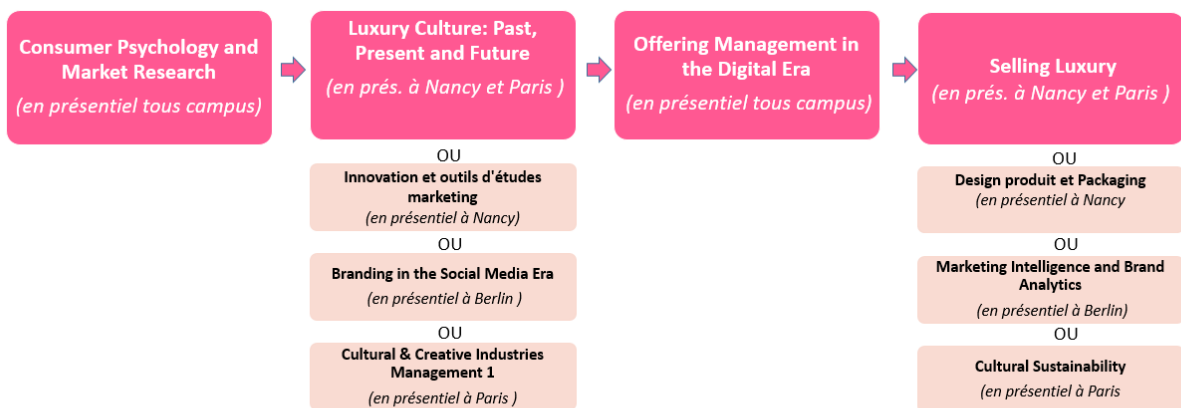 Consumer Psychology and
Market Research
(en présentiel tous campus)
Luxury Culture: Past,
Present and Future
(en prés. à Nancy et Paris )
OU
Innovation et outils d'études
marketing
(en présentiel à Nancy)
OU
Branding in the Social Media Era
(en présentiel à Berlin )
OU
Cultural & Creative Industries
Management 1
(en présentiel à Paris )
Offering Management in
the Digital Era
(en présentiel tous campus)
Selling Luxury
(en prés. à Nancy et Paris )
OU
Design produit et Packaging
(en présentiel à Nancy
OU
Marketing Intelligence and Brand
Analytics
(en présentiel à Berlin)
OU
Cultural Sustainability
(en présentiel à Paris